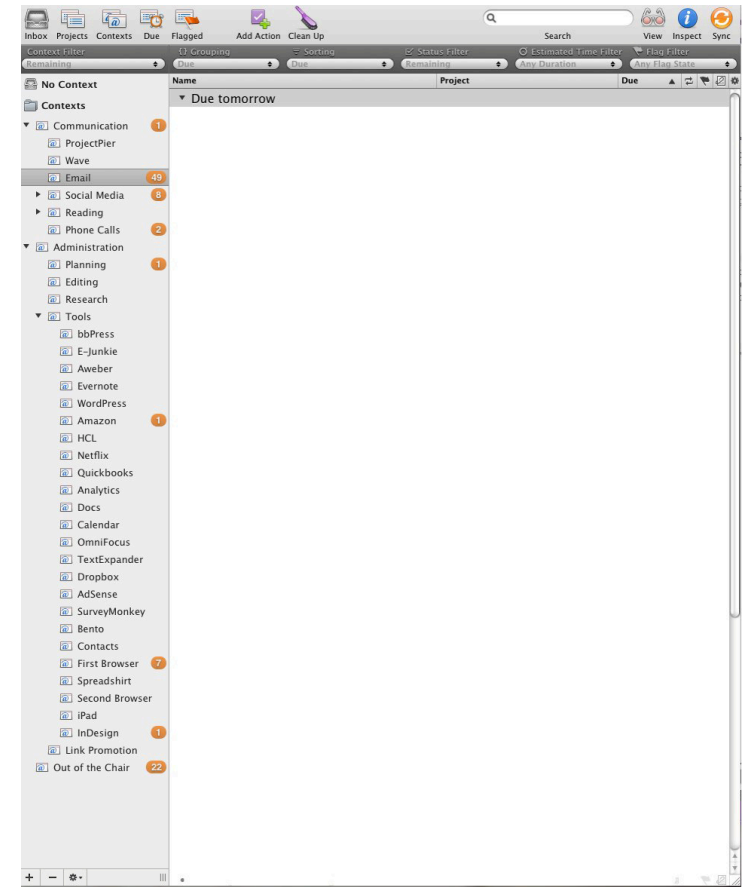 Inbox Projects Contexts Due Flagged Add Action Clean Up Search View Inspect Sync
Context Filter Grouping Sorting Status Filter Estimated Time Filter Flag Filter
Remaining Due Due Remaining Any Duration Any Flag State
Name Project Due
No Context
Due tomorrow
Contexts
Communication 1
ProjectPier
Wave
Email 49
Social Media 8
Reading
Phone Calls 2
Administration
Planning 1
Editing
Research
Tools
bbPress
E-Junkie
Aweber
Evernote
WordPress
Amazon 1
HCL
Netflix
Quickbooks
Analytics
Docs
Calendar
OmniFocus
TextExpander
Dropbox
AdSense
SurveyMonkey
Bento
Contacts
First Browser 7
Spreadshirt
Second Browser
iPad
InDesign 1
Link Promotion
Out of the Chair 22